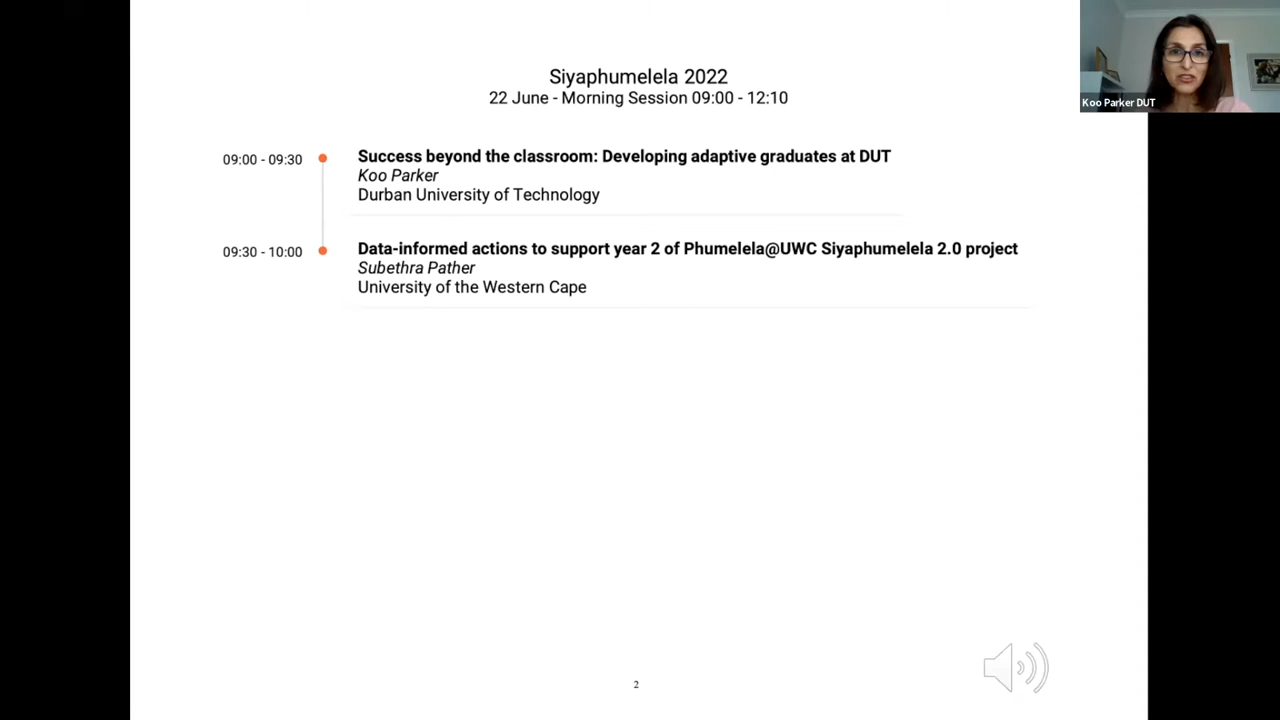 Siyaphumelela 2022
22 June - Morning Session 09:00 - 12:10
Koo Parker DUT
09:00 - 09:30
Success beyond the classroom: Developing adaptive graduates at DUT
Koo Parker
Durban University of Technology
09:30 - 10:00
Data-informed actions to support year 2 of Phumelela@UWC Siyaphumelela 2.0 project
Subethra Pather
University of the Western Cape
2